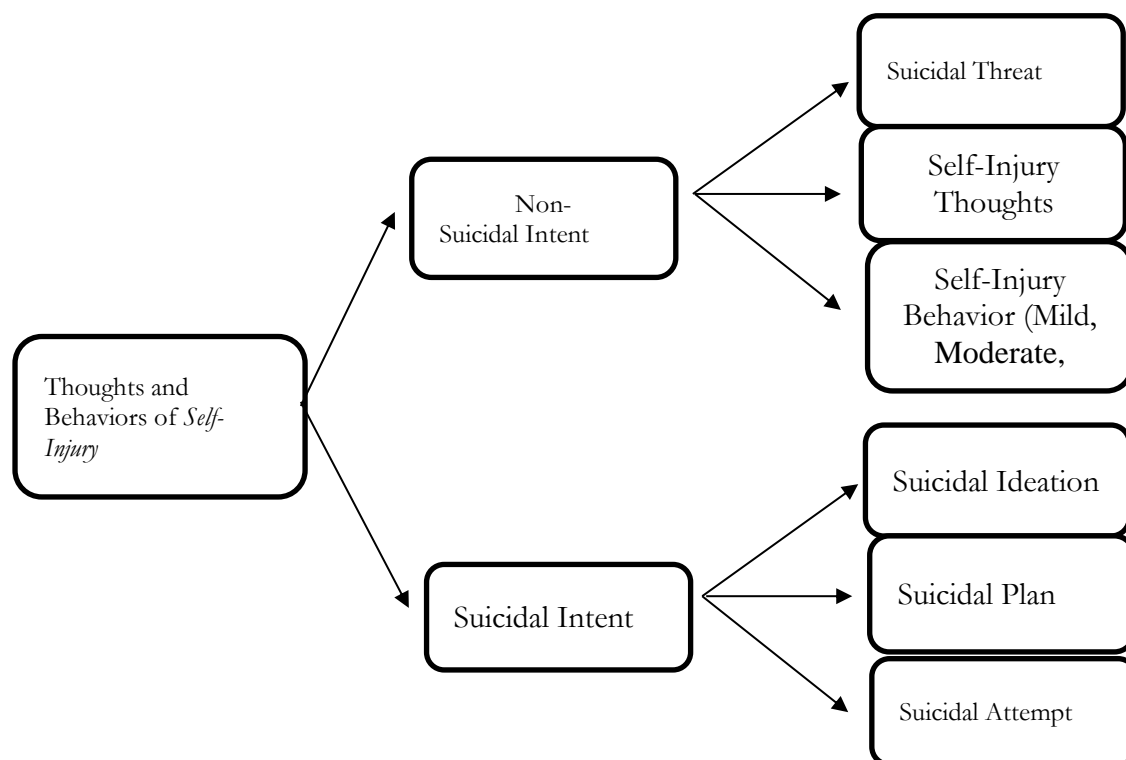 Thoughts and
Behaviors of Self-
Injury
Non-
Suicidal Intent
Suicidal Threat
Self-Injury
Thoughts
Self-Injury
Behavior (Mild,
Moderate,
Suicidal Intent
Suicidal Ideation
Suicidal Plan
Suicidal Attempt